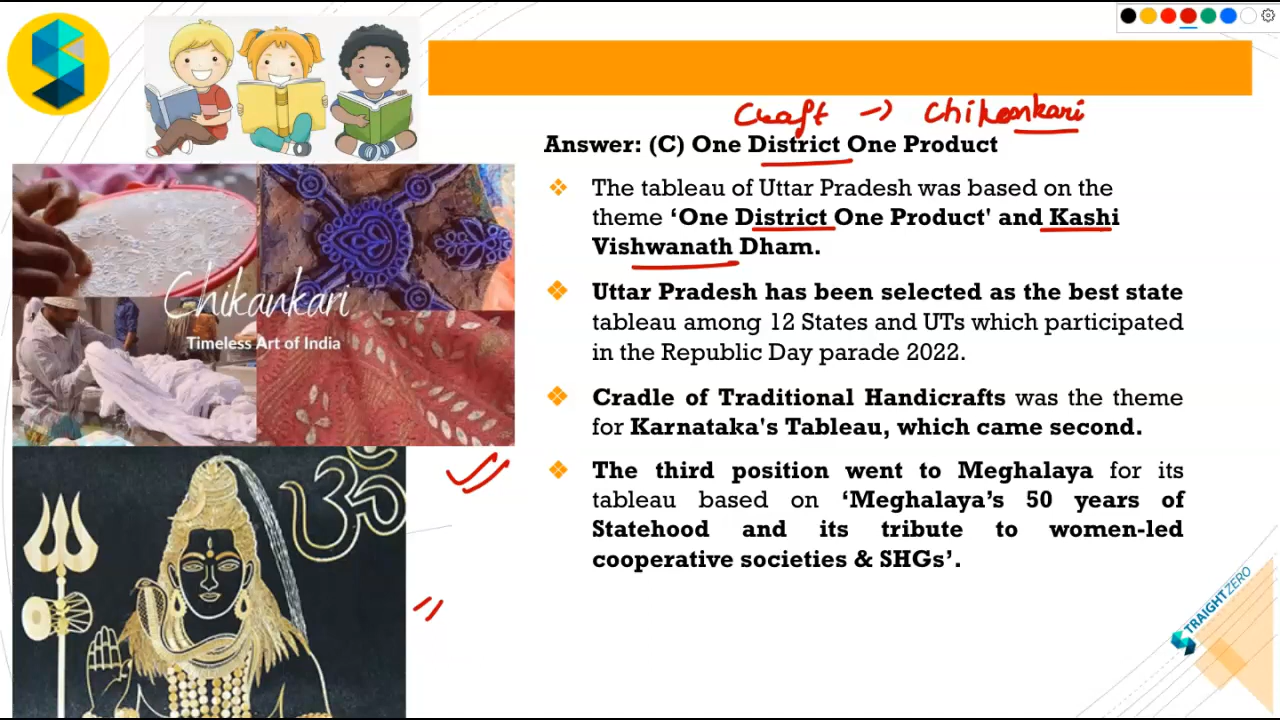 Craft → Chikankari
Answer: (C) One District One Product
❖ The tableau of Uttar Pradesh was based on the
theme ‘One District One Product' and Kashi
Vishwanath Dham.
❖ Uttar Pradesh has been selected as the best state
tableau among 12 States and UTs which participated
in the Republic Day parade 2022.
❖ Cradle of Traditional Handicrafts was the theme
for Karnataka's Tableau, which came second.
❖ The third position went to Meghalaya for its
tableau based on ‘Meghalaya’s 50 years of
Statehood and its tribute to women-led
cooperative societies & SHGs’.
Chikankari
Timeless Art of India
ॐ
STRAIGHTZERO